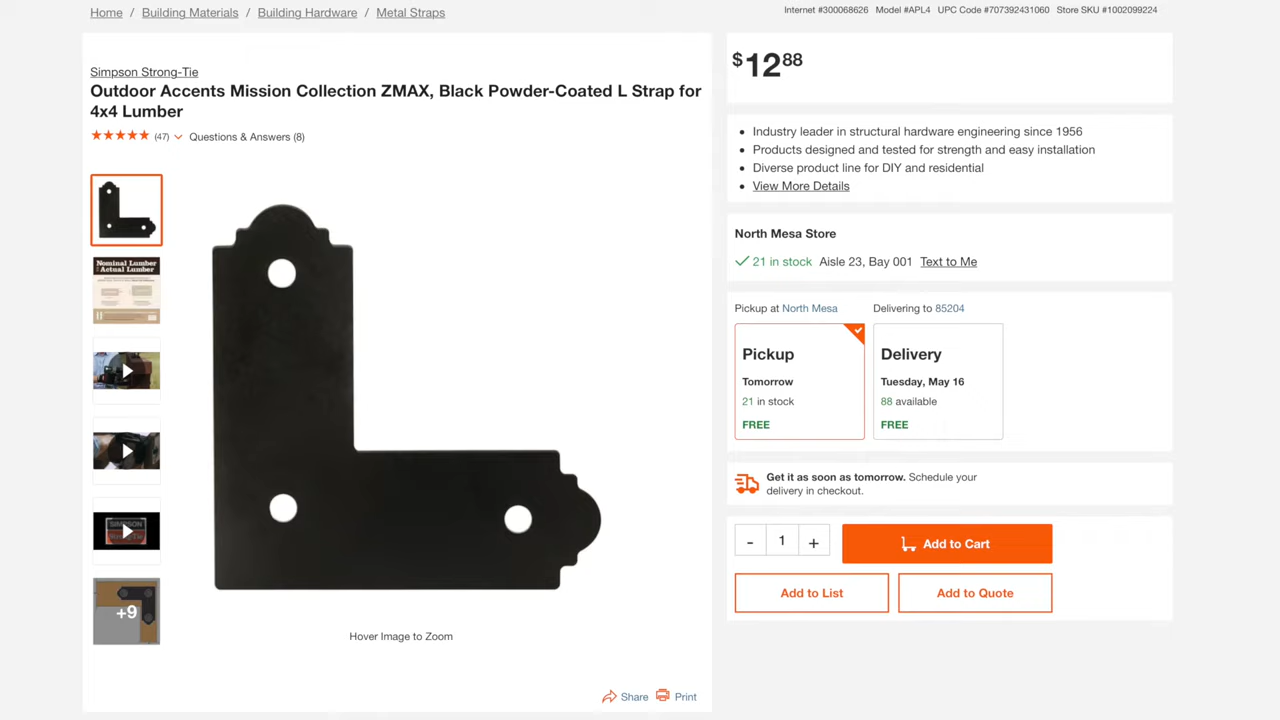 Home / Building Materials / Building Hardware / Metal Straps
Internet #300068626 Model #APL4 UPC Code #707392431060 Store SKU #1002099224
Simpson Strong-Tie
Outdoor Accents Mission Collection ZMAX, Black Powder-Coated L Strap for
4x4 Lumber
(47) Questions & Answers (8)
Nominal Lumber
Actual Lumber
SIMPSON
Strong-Tie
+9
Hover Image to Zoom
Share Print
$12 88
• Industry leader in structural hardware engineering since 1956
• Products designed and tested for strength and easy installation
• Diverse product line for DIY and residential
• View More Details
North Mesa Store
21 in stock Aisle 23, Bay 001 Text to Me
Pickup at North Mesa
Delivering to 85204
Pickup
Tomorrow
21 in stock
FREE
Delivery
Tuesday, May 16
88 available
FREE
Get it as soon as tomorrow. Schedule your
delivery in checkout.
- 1 +
Add to Cart
Add to List
Add to Quote